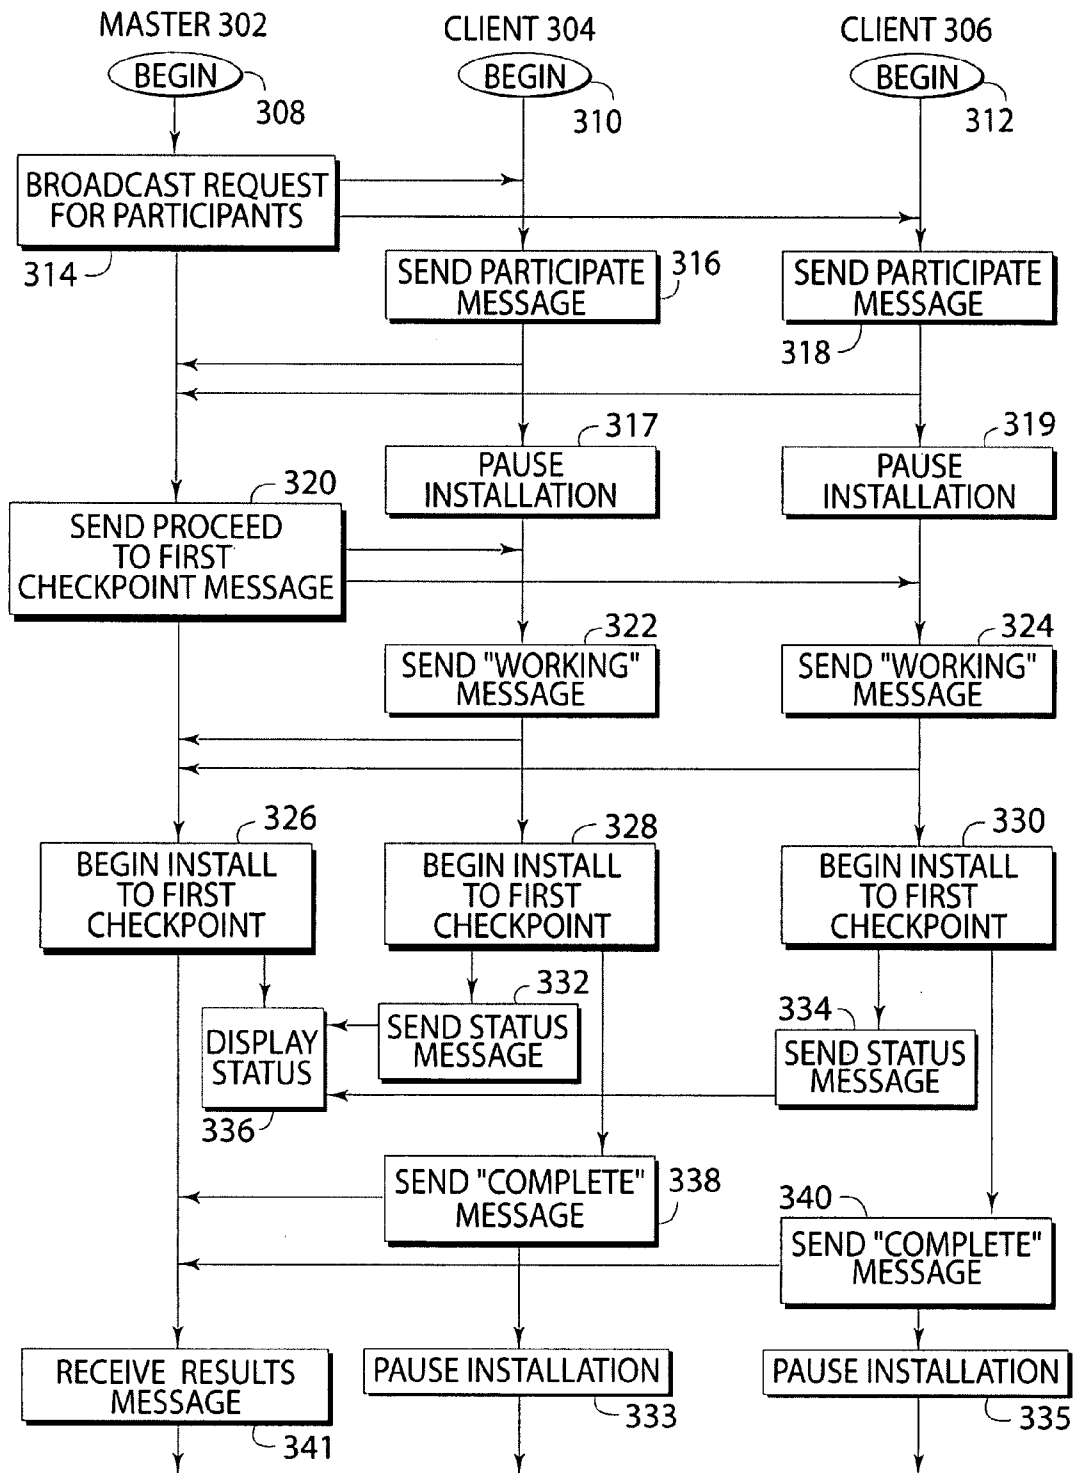 MASTER 302
CLIENT 304
CLIENT 306
BEGIN
BEGIN
BEGIN
308
310
312
BROADCAST REQUEST
FOR PARTICIPANTS
314
SEND PARTICIPATE
MESSAGE
316
SEND PARTICIPATE
MESSAGE
318
317
319
PAUSE
INSTALLATION
PAUSE
INSTALLATION
320
SEND PROCEED
TO FIRST
CHECKPOINT MESSAGE
322
324
SEND "WORKING"
MESSAGE
SEND "WORKING"
MESSAGE
326
328
330
BEGIN INSTALL
TO FIRST
CHECKPOINT
BEGIN INSTALL
TO FIRST
CHECKPOINT
BEGIN INSTALL
TO FIRST
CHECKPOINT
332
334
DISPLAY
STATUS
336
SEND STATUS
MESSAGE
SEND STATUS
MESSAGE
SEND "COMPLETE"
MESSAGE
338
340
SEND "COMPLETE"
MESSAGE
RECEIVE RESULTS
MESSAGE
341
PAUSE INSTALLATION
333
PAUSE INSTALLATION
335